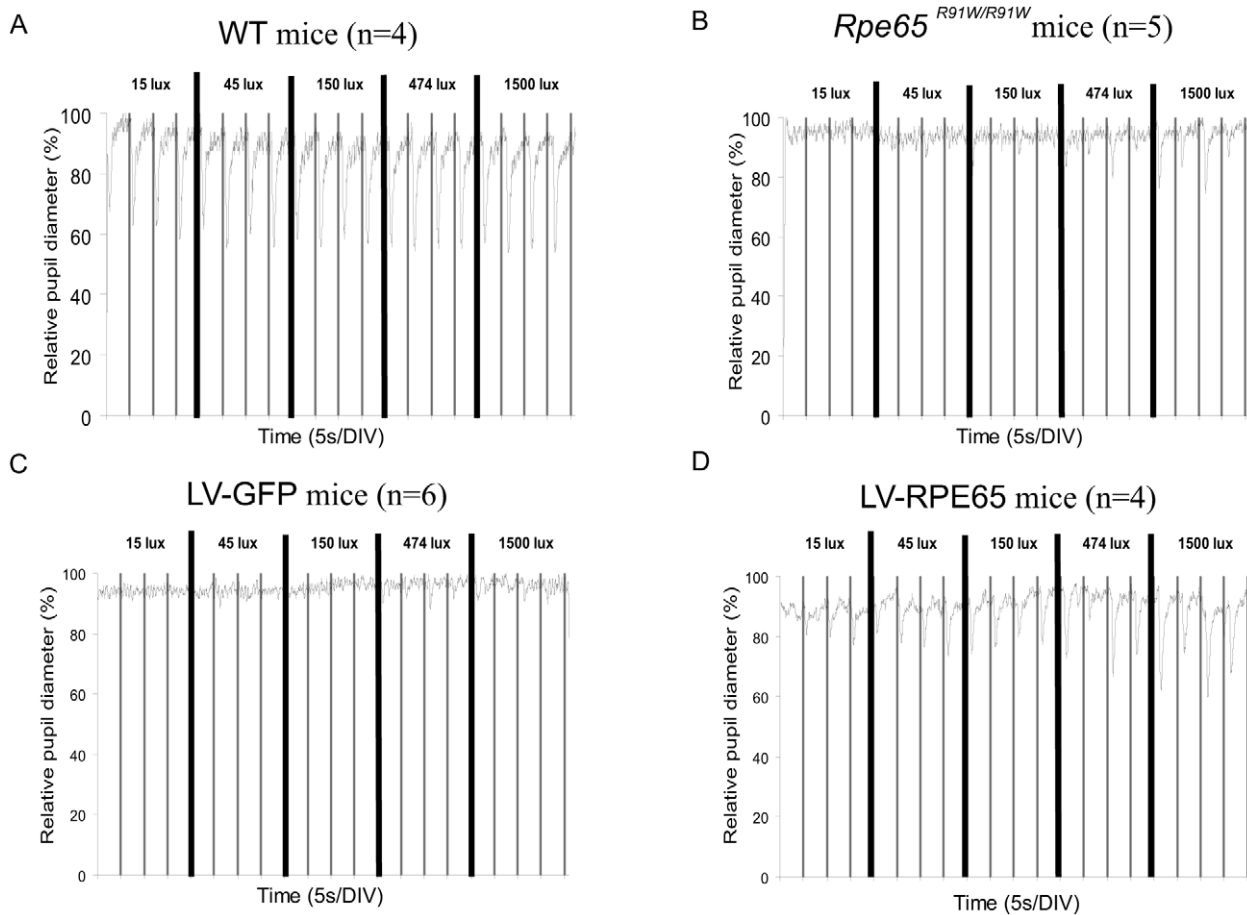 A
WT mice (n=4)
15 lux 45 lux 150 lux 474 lux 1500 lux
Relative pupil diameter (%)
100
80
60
40
20
0
Time (5s/DIV)
B
Rpe65 R91W/R91W mice (n=5)
15 lux 45 lux 150 lux 474 lux 1500 lux
Relative pupil diameter (%)
100
80
60
40
20
0
Time (5s/DIV)
C
LV-GFP mice (n=6)
15 lux 45 lux 150 lux 474 lux 1500 lux
Relative pupil diameter (%)
100
80
60
40
20
0
Time (5s/DIV)
D
LV-RPE65 mice (n=4)
15 lux 45 lux 150 lux 474 lux 1500 lux
Relative pupil diameter (%)
100
80
60
40
20
0
Time (5s/DIV)